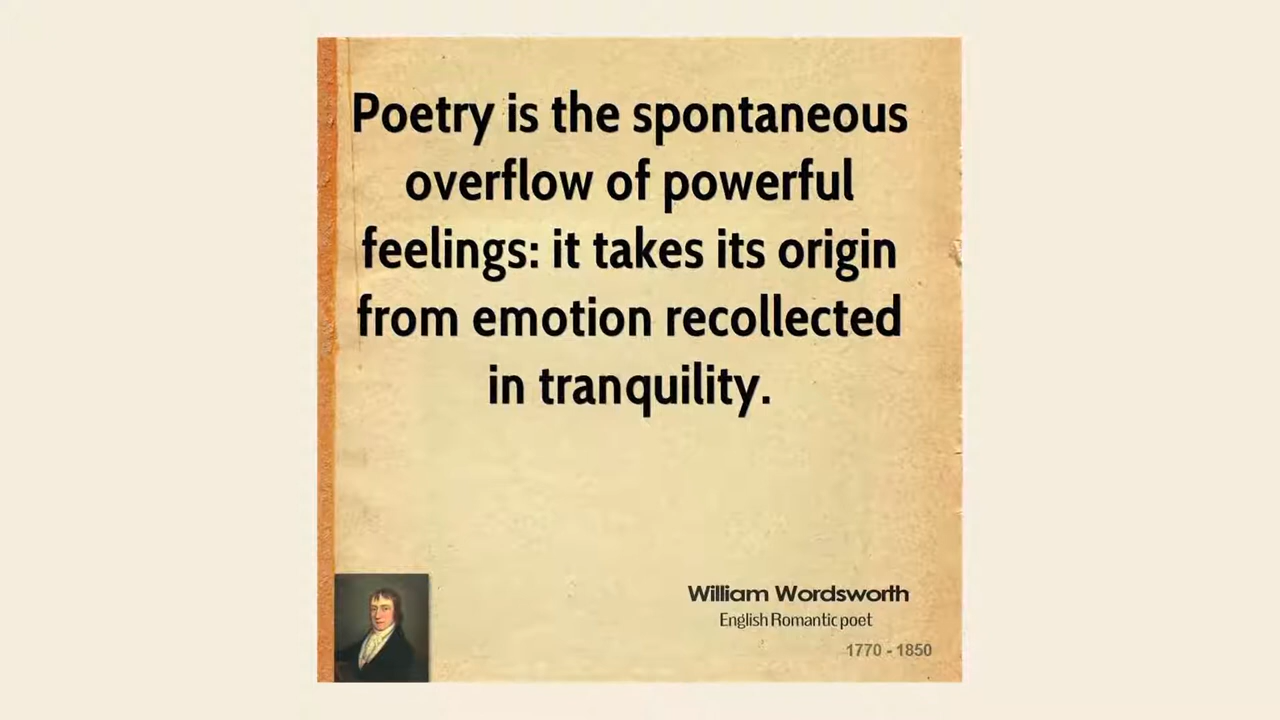 Poetry is the spontaneous
overflow of powerful
feelings: it takes its origin
from emotion recollected
in tranquility.
William Wordsworth
English Romantic poet
1770 - 1850